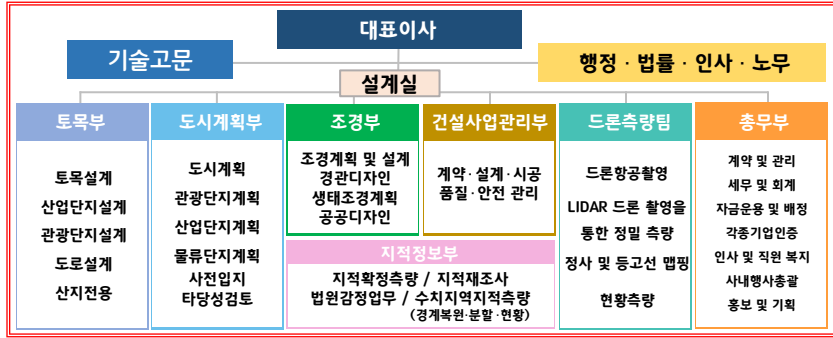 대표이사
기술고문
행정 · 법률 · 인사 · 노무
설계실
토목부
토목설계
산업단지설계
관광단지설계
도로설계
산지전용
도시계획부
도시계획
관광단지계획
산업단지계획
물류단지계획
사전입지
타당성검토
조경부
조경계획 및 설계
경관디자인
생태조경계획
공공디자인
건설사업관리부
계약·설계·시공
품질·안전 관리
지적정보부
지적확정측량 / 지적재조사
법원감정업무 / 수치지역지적측량
(경계복원·분할·현황)
드론측량팀
드론항공촬영
LIDAR 드론 촬영을
통한 정밀 측량
정사 및 등고선 맵핑
현황측량
총무부
계약 및 관리
세무 및 회계
자금운용 및 배정
각종기업인증
인사 및 직원 복지
사내행사총괄
홍보 및 기획